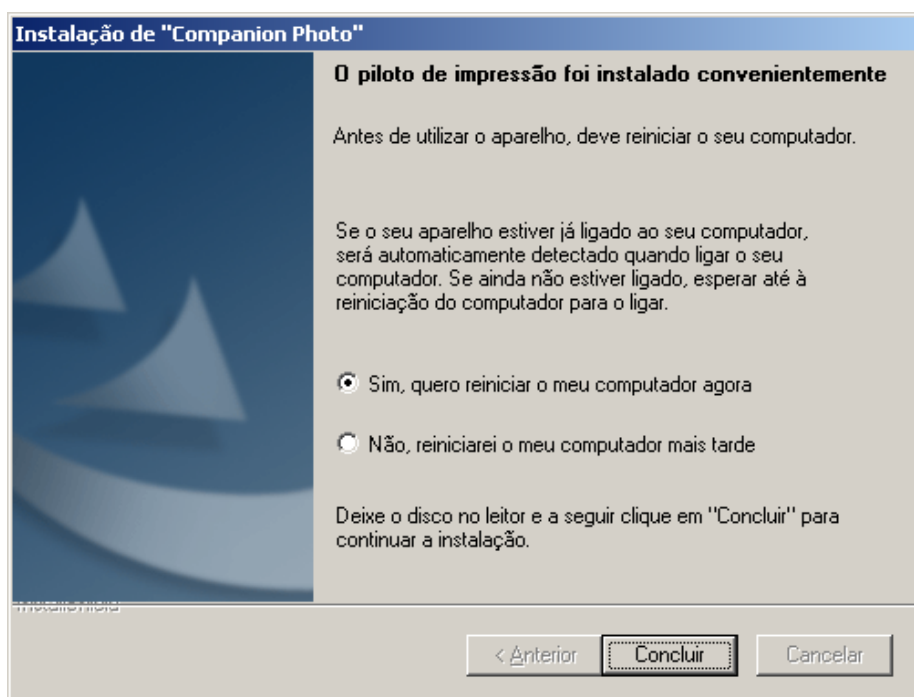 Instalação de "Companion Photo"
O piloto de impressão foi instalado convenientemente
Antes de utilizar o aparelho, deve reiniciar o seu computador.
Se o seu aparelho estiver já ligado ao seu computador,
será automaticamente detectado quando ligar o seu
computador. Se ainda não estiver ligado, esperar até à
reiniciação do computador para o ligar.
Sim, quero reiniciar o meu computador agora
Não, reiniciarei o meu computador mais tarde
Deixe o disco no leitor e a seguir clique em "Concluir" para
continuar a instalação.
InstallShield
< Anterior Concluir Cancelar